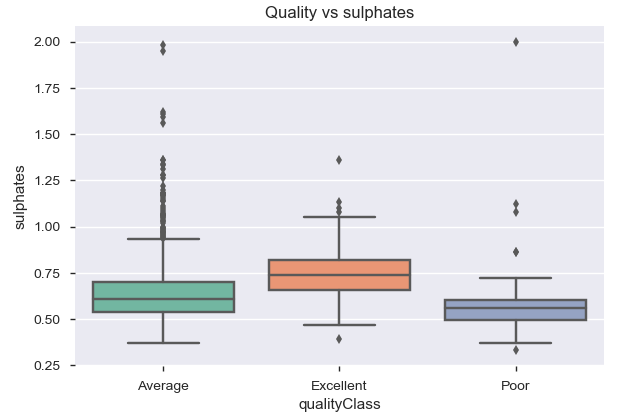 Quality vs sulphates
2.00
1.75
1.50
1.25
1.00
0.75
0.50
0.25
sulphates
Average Excellent Poor
qualityClass